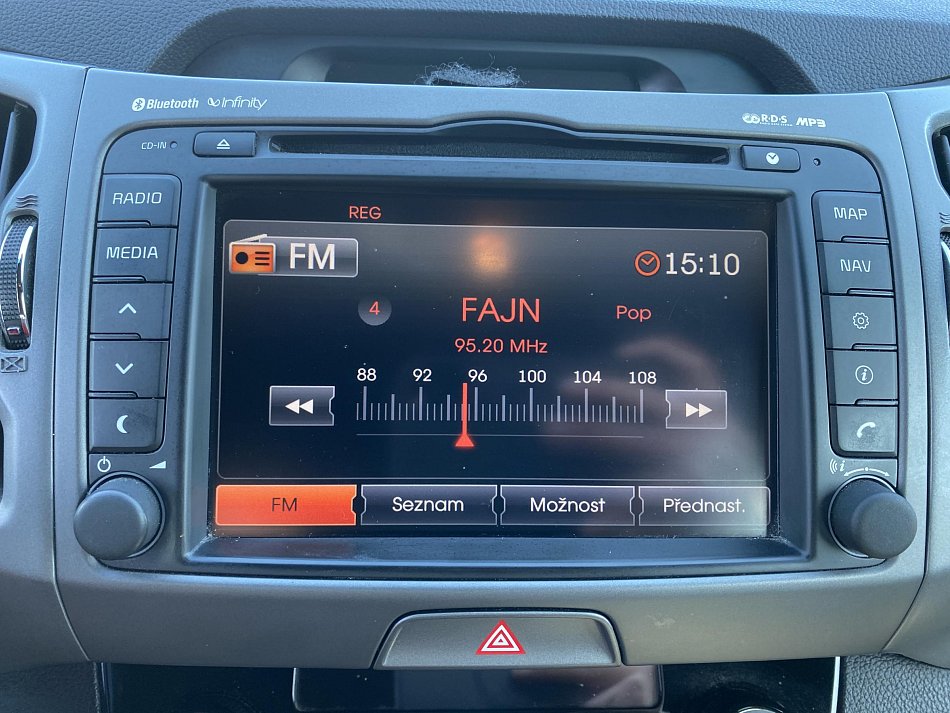 Bluetooth Infinity
R·D·S MP3
CD-IN
RADIO
MEDIA
MAP
NAV
REG
FM
15:10
4
FAJN
Pop
95.20 MHz
88 92 96 100 104 108
FM
Seznam
Možnost
Přednast.